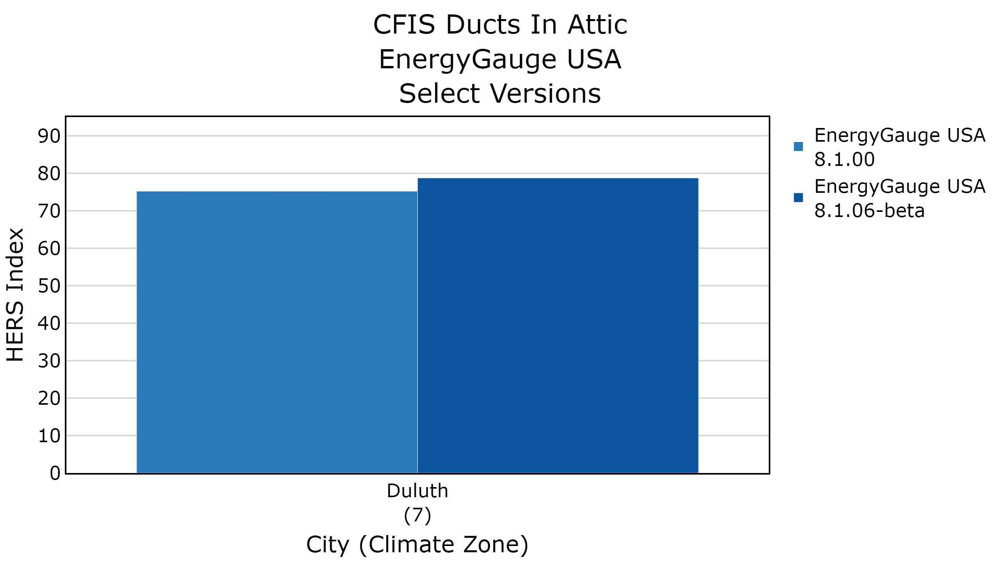 CFIS Ducts In Attic
EnergyGauge USA
Select Versions
EnergyGauge USA
8.1.00
EnergyGauge USA
8.1.06-beta
HERS Index
90
80
70
60
50
40
30
20
10
0
Duluth
(7)
City (Climate Zone)